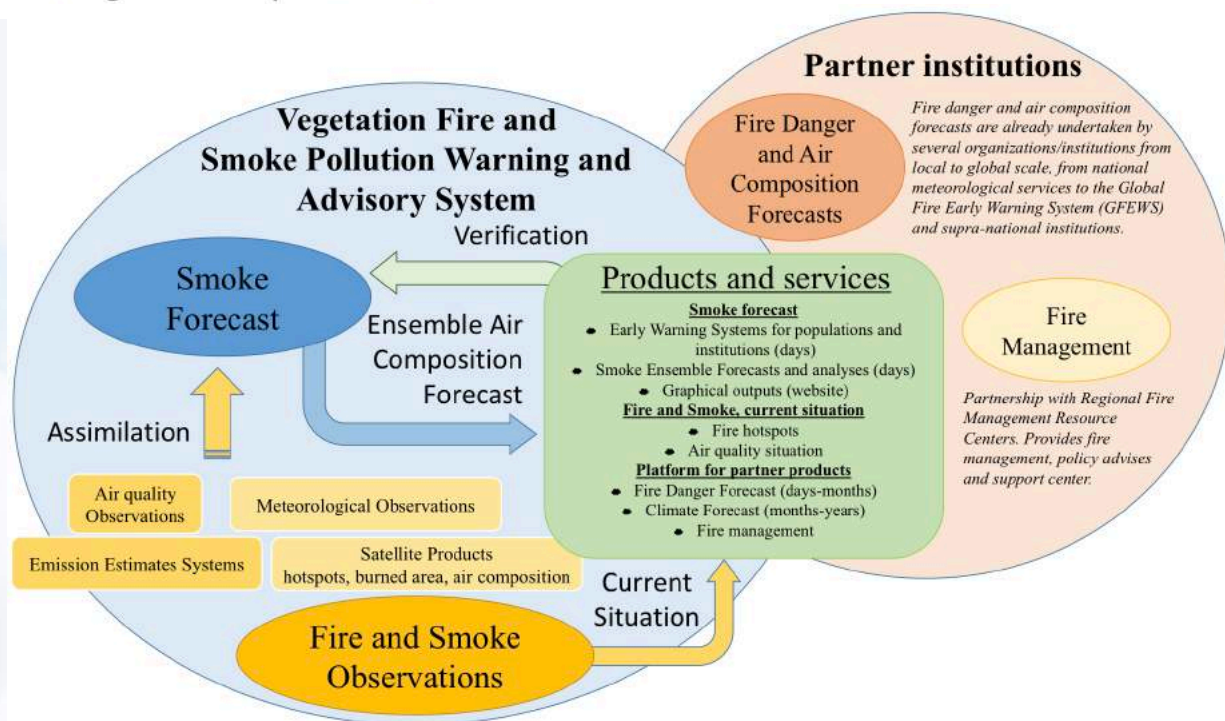 Partner institutions
Vegetation Fire and
Smoke Pollution Warning and
Advisory System
Fire Danger
and Air
Composition
Forecasts
Fire danger and air composition
forecasts are already undertaken by
several organizations/institutions from
local to global scale, from national
meteorological services to the Global
Fire Early Warning System (GFEWS)
and supra-national institutions.
Verification
Smoke
Forecast
Ensemble Air
Composition
Forecast
Products and services
Smoke forecast
Early Warning Systems for populations and
institutions (days)
Smoke Ensemble Forecasts and analyses (days)
Graphical outputs (website)
Fire and Smoke, current situation
Fire hotspots
Air quality situation
Platform for partner products
Fire Danger Forecast (days-months)
Climate Forecast (months-years)
Fire management
Fire
Management
Partnership with Regional Fire
Management Resource
Centers. Provides fire
management, policy advises
and support center.
Assimilation
Air quality
Observations
Meteorological Observations
Emission Estimates Systems
Satellite Products
hotspots, burned area, air composition
Current
Situation
Fire and Smoke
Observations